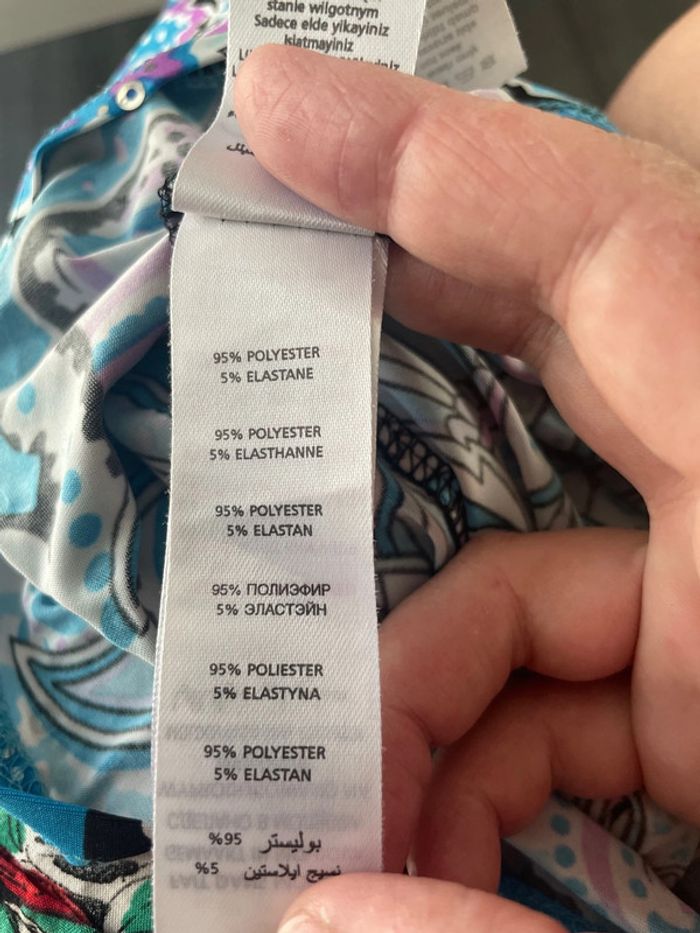 stanie wilgotnym
Sadece elde yikayiniz
95% POLYESTER
5% ELASTANE
95% POLYESTER
5% ELASTHANNE
95% POLYESTER
5% ELASTAN
95% ПОЛИЭФИР
5% ЭЛАСТЭЙН
95% POLIESTER
5% ELASTYNA
95% POLYESTER
5% ELASTAN
بوليستر 95%
نسيج ايلاستين 5%